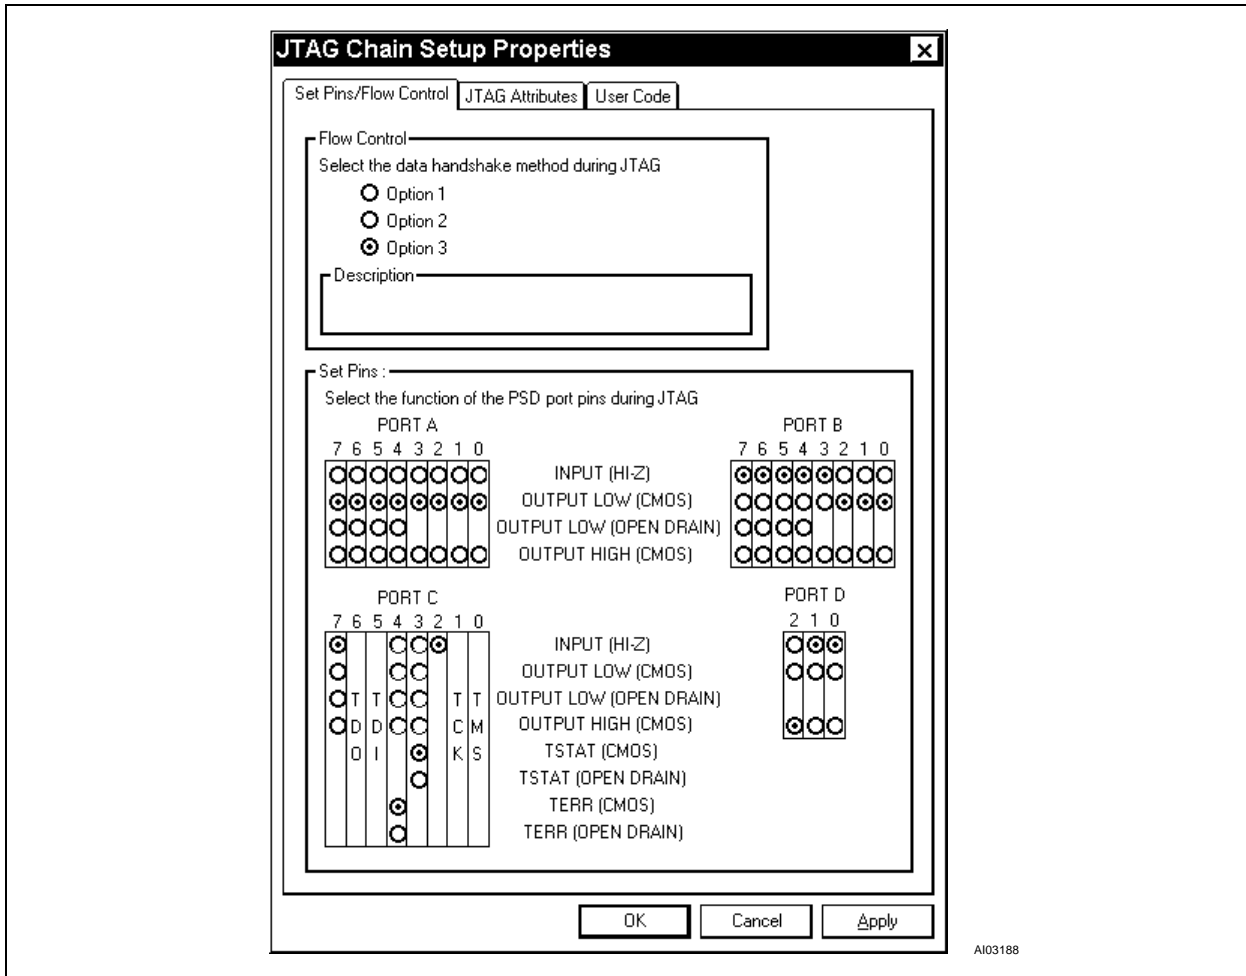 JTAG Chain Setup Properties
Set Pins/Flow Control JTAG Attributes User Code
Flow Control
Select the data handshake method during JTAG
Option 1
Option 2
Option 3
Description
Set Pins :
Select the function of the PSD port pins during JTAG
PORT A PORT B
7 6 5 4 3 2 1 0 7 6 5 4 3 2 1 0
INPUT (HI-Z)
OUTPUT LOW (CMOS)
OUTPUT LOW (OPEN DRAIN)
OUTPUT HIGH (CMOS)
PORT C PORT D
7 6 5 4 3 2 1 0 2 1 0
INPUT (HI-Z)
OUTPUT LOW (CMOS)
OUTPUT LOW (OPEN DRAIN)
OUTPUT HIGH (CMOS)
TSTAT (CMOS)
TSTAT (OPEN DRAIN)
TERR (CMOS)
TERR (OPEN DRAIN)
TDO
TDI
TCK
TMS
OK Cancel Apply
AI03188